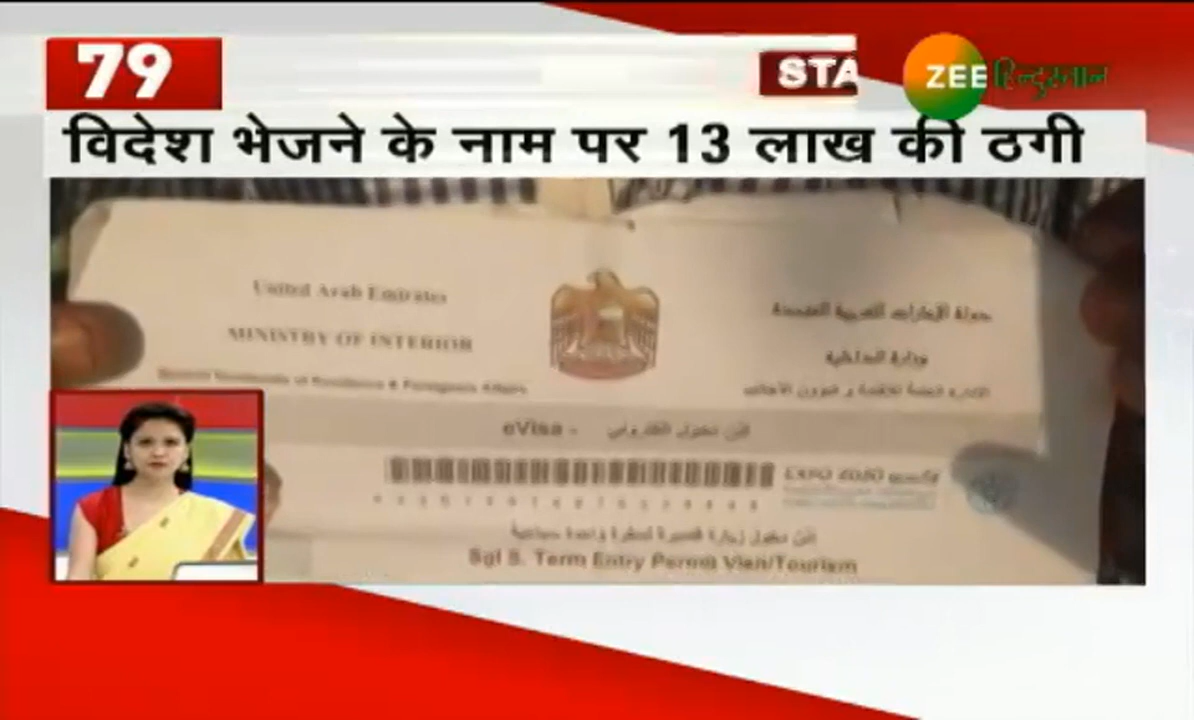 79
STA
ZEE हिन्दुस्तान
विदेश भेजने के नाम पर 13 लाख की ठगी
United Arab Emirates
دولة الإمارات العربية المتحدة
MINISTRY OF INTERIOR
وزارة الداخلية
eVisa -
EXPO 2020
Sgl S. Term Entry Permit Visit/Tourism